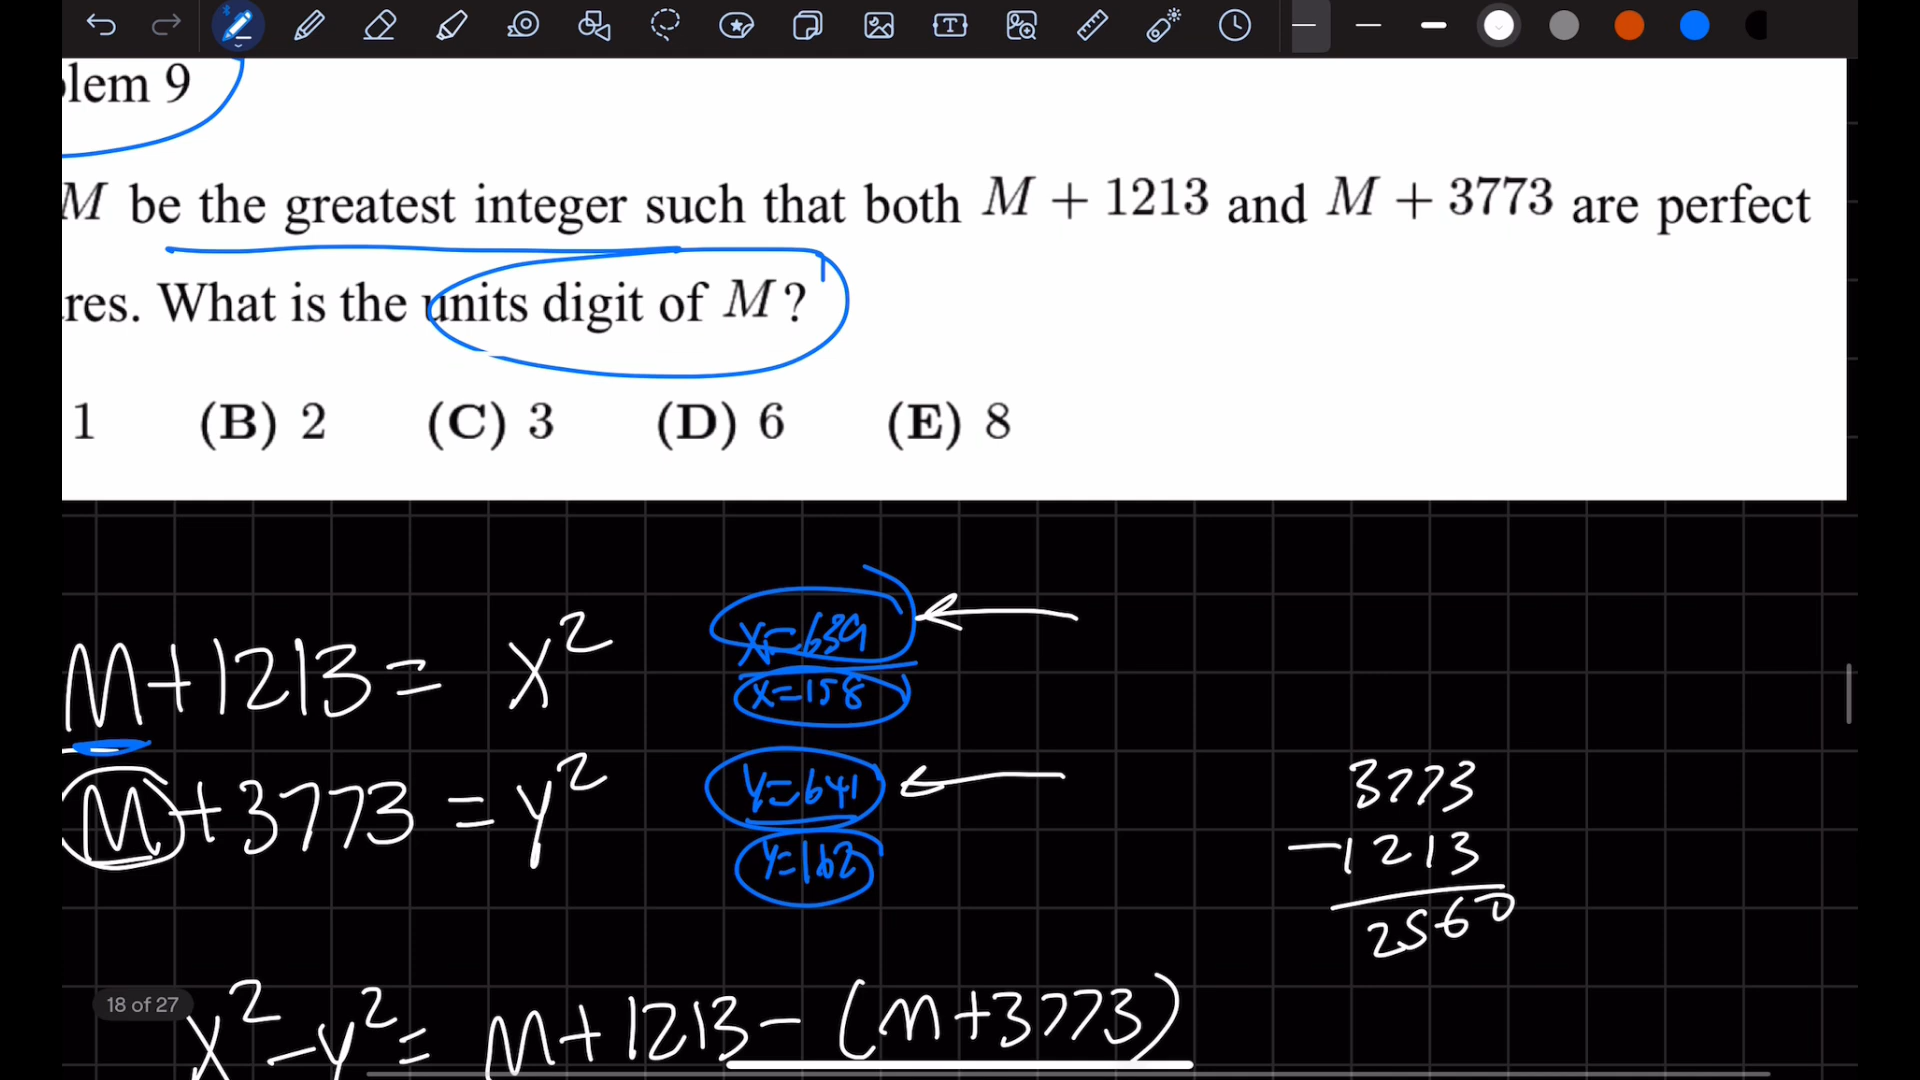 lem 9
M be the greatest integer such that both M + 1213 and M + 3773 are perfect
res. What is the units digit of M?
1 (B) 2 (C) 3 (D) 6 (E) 8
M+1213= x²
x=639
x=158
M+3773=y²
y=641
y=162
3773
-1213
2560
18 of 27
x²-y²= M+1213-(M+3773)